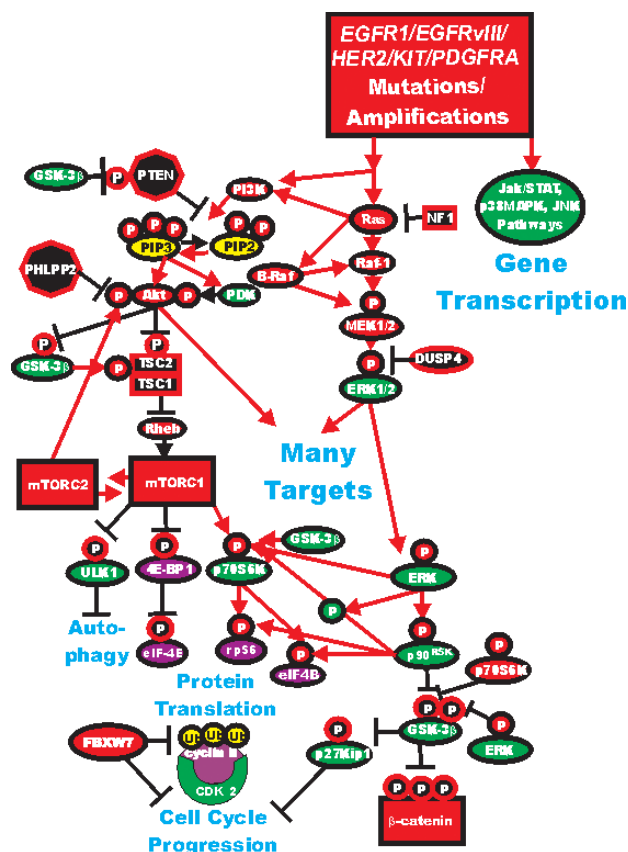 EGFR1/EGFRvIII/
HER2/KIT/PDGFRA
Mutations/
Amplifications
GSK-3β
P
PTEN
PI3K
Jak/STAT,
p38MAPK, JNK
Pathways
P
P
P
P
P
PIP3
PIP2
Ras
NF1
Gene
Transcription
PHLPP2
B-Raf
Raf-1
P
Akt
P
PDK
P
MEK1/2
P
P
GSK-3β
P
TSC2
TSC1
P
DUSP4
ERK1/2
Rheb
Many
Targets
mTORC2
mTORC1
P
ULK1
P
4E-BP1
P
p70S6K
GSK-3β
P
ERK
P
Auto-
phagy
P
eIF-4E
P
rpS6
P
eIF4B
P
p90RSK
P
p70S6K
Protein
Translation
P
P
GSK-3β
P
ERK
P
p27Kip1
FBXW7
Ub
Ub
Ub
CDK 2
P
P
P
β-catenin
Cell Cycle
Progression